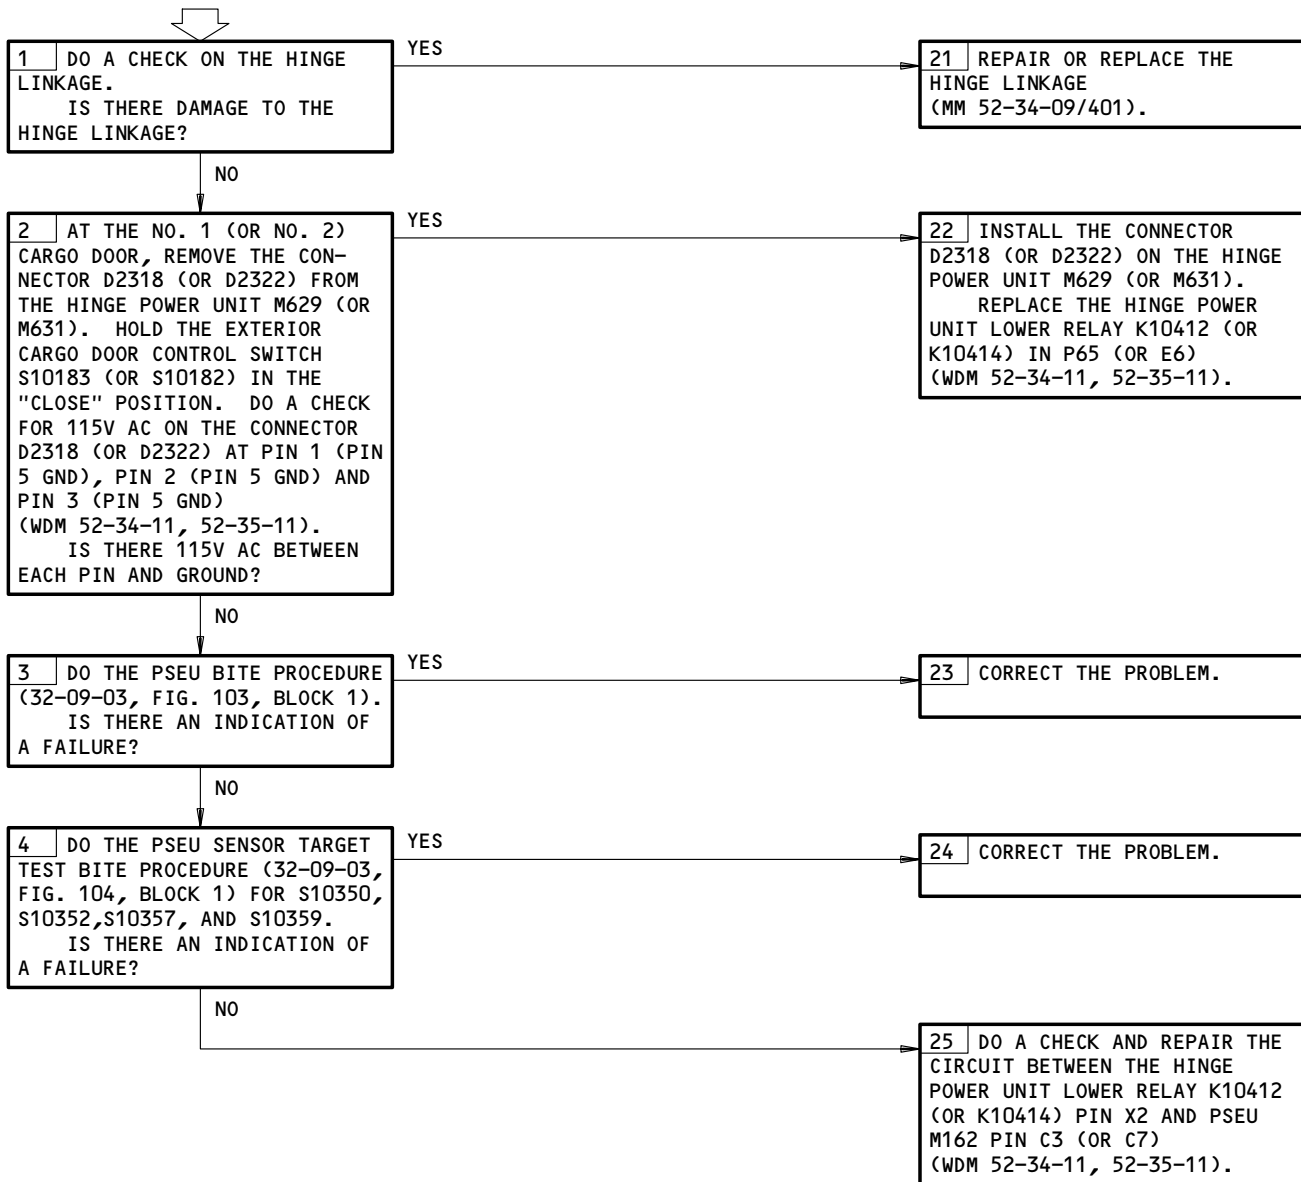 1 DO A CHECK ON THE HINGE
LINKAGE.
IS THERE DAMAGE TO THE
HINGE LINKAGE?
YES
21 REPAIR OR REPLACE THE
HINGE LINKAGE
(MM 52-34-09/401).
NO
2 AT THE NO. 1 (OR NO. 2)
CARGO DOOR, REMOVE THE CON-
NECTOR D2318 (OR D2322) FROM
THE HINGE POWER UNIT M629 (OR
M631). HOLD THE EXTERIOR
CARGO DOOR CONTROL SWITCH
S10183 (OR S10182) IN THE
"CLOSE" POSITION. DO A CHECK
FOR 115V AC ON THE CONNECTOR
D2318 (OR D2322) AT PIN 1 (PIN
5 GND), PIN 2 (PIN 5 GND) AND
PIN 3 (PIN 5 GND)
(WDM 52-34-11, 52-35-11).
IS THERE 115V AC BETWEEN
EACH PIN AND GROUND?
YES
22 INSTALL THE CONNECTOR
D2318 (OR D2322) ON THE HINGE
POWER UNIT M629 (OR M631).
REPLACE THE HINGE POWER
UNIT LOWER RELAY K10412 (OR
K10414) IN P65 (OR E6)
(WDM 52-34-11, 52-35-11).
NO
3 DO THE PSEU BITE PROCEDURE
(32-09-03, FIG. 103, BLOCK 1).
IS THERE AN INDICATION OF
A FAILURE?
YES
23 CORRECT THE PROBLEM.
NO
4 DO THE PSEU SENSOR TARGET
TEST BITE PROCEDURE (32-09-03,
FIG. 104, BLOCK 1) FOR S10350,
S10352,S10357, AND S10359.
IS THERE AN INDICATION OF
A FAILURE?
YES
24 CORRECT THE PROBLEM.
NO
25 DO A CHECK AND REPAIR THE
CIRCUIT BETWEEN THE HINGE
POWER UNIT LOWER RELAY K10412
(OR K10414) PIN X2 AND PSEU
M162 PIN C3 (OR C7)
(WDM 52-34-11, 52-35-11).